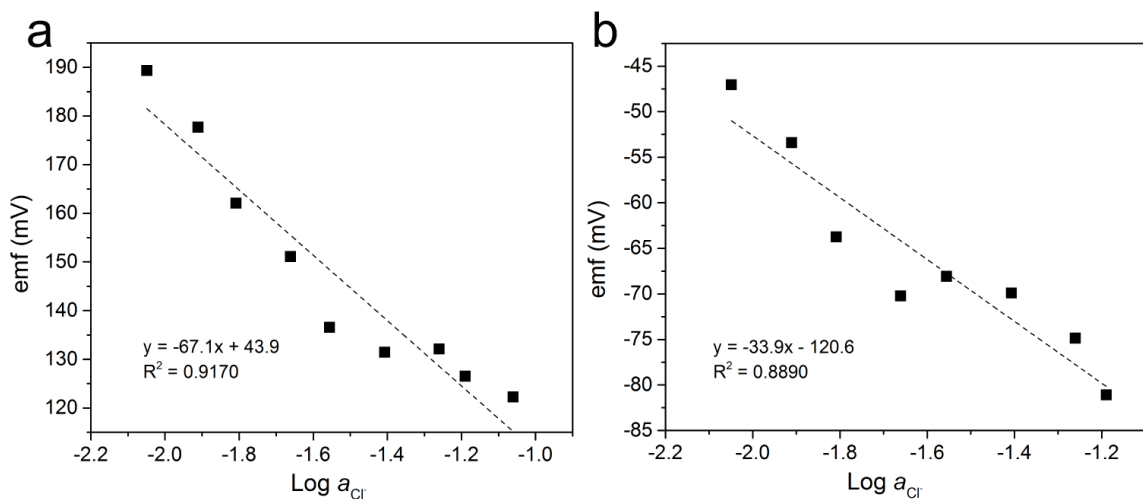 a
190
180
170
160
150
140
130
120
emf (mV)
y = -67.1x + 43.9
R² = 0.9170
-2.2 -2.0 -1.8 -1.6 -1.4 -1.2 -1.0
Log a_Cl⁻
b
-45
-50
-55
-60
-65
-70
-75
-80
-85
emf (mV)
y = -33.9x - 120.6
R² = 0.8890
-2.2 -2.0 -1.8 -1.6 -1.4 -1.2
Log a_Cl⁻